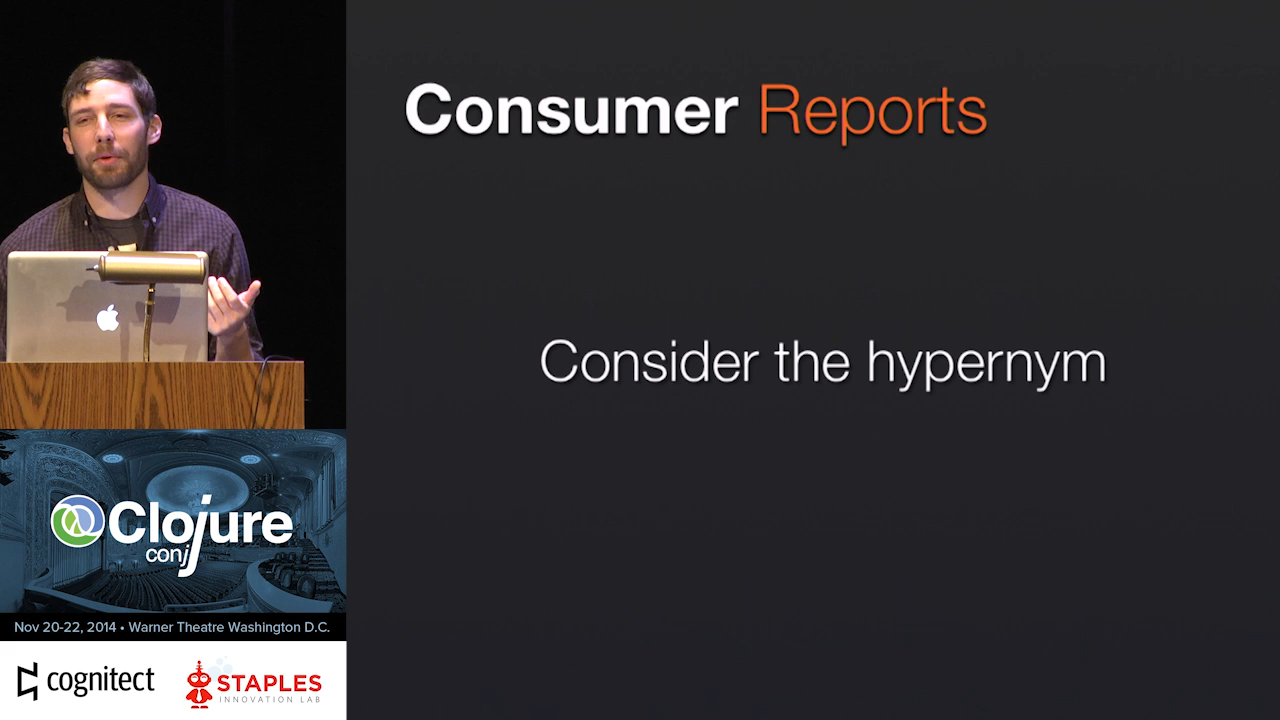 Consumer Reports
Consider the hypernym
Clojure
conj
Nov 20-22, 2014 • Warner Theatre Washington D.C.
cognitect
STAPLES
INNOVATION LAB